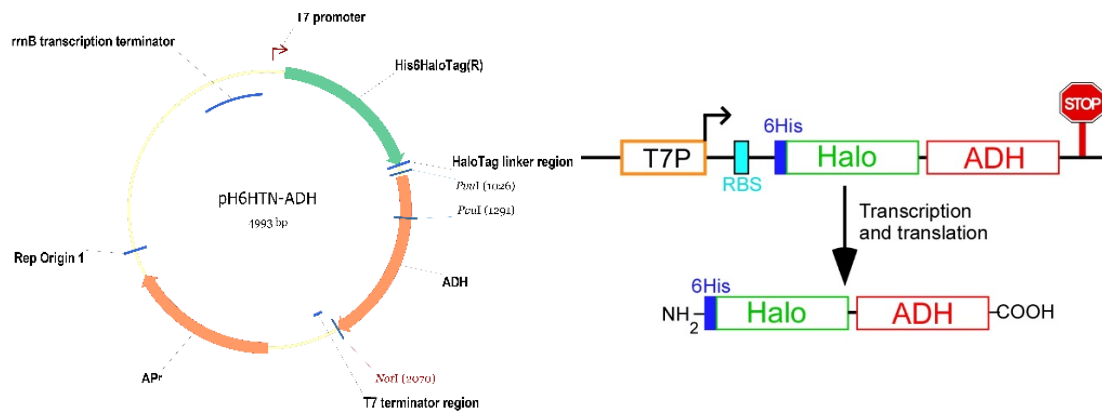 T7 promoter
rrnB transcription terminator
His6HaloTag(R)
HaloTag linker region
PvuI (1026)
PvuI (1291)
pH6HTN-ADH
4993 bp
Rep Origin 1
ADH
APr
NotI (2070)
T7 terminator region
STOP
6His
T7P
Halo
ADH
RBS
Transcription
and translation
6His
NH2
Halo
ADH
COOH